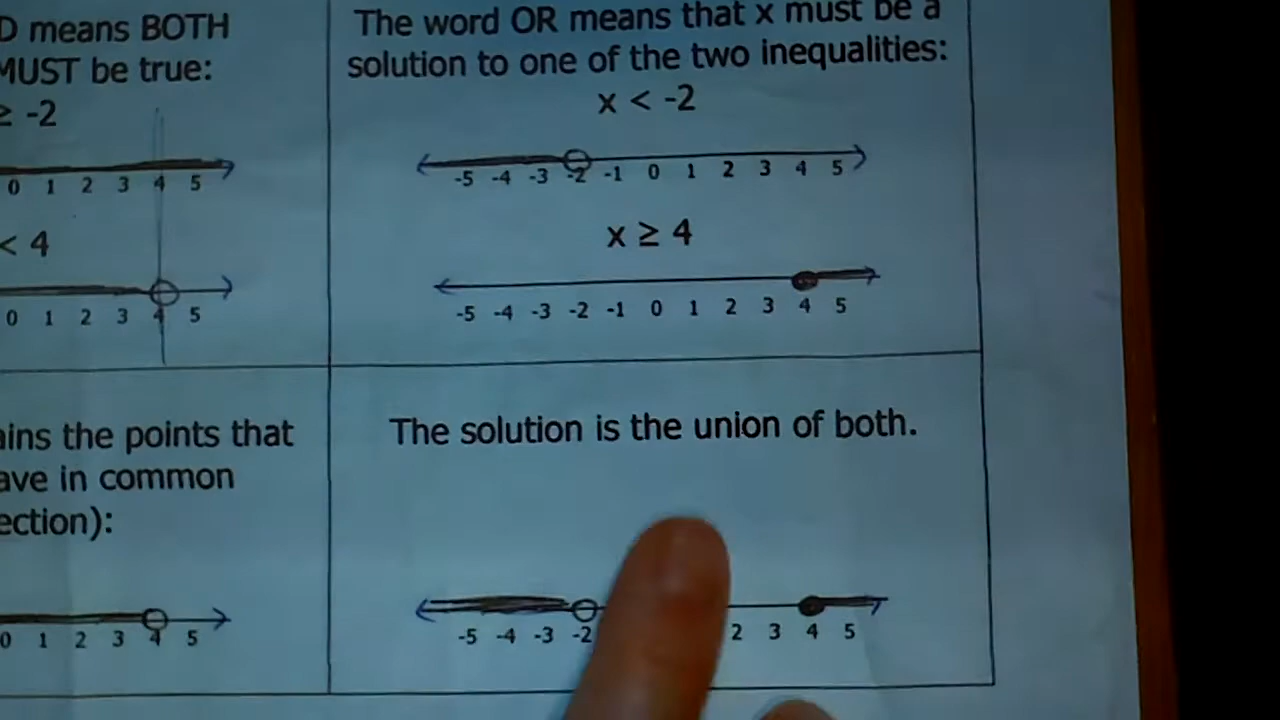 D means BOTH
MUST be true:
≥ -2
0 1 2 3 4 5
< 4
0 1 2 3 4 5
The word OR means that x must be a
solution to one of the two inequalities:
x < -2
-5 -4 -3 -2 -1 0 1 2 3 4 5
x ≥ 4
-5 -4 -3 -2 -1 0 1 2 3 4 5
ains the points that
ave in common
ection):
0 1 2 3 4 5
The solution is the union of both.
-5 -4 -3 -2 2 3 4 5